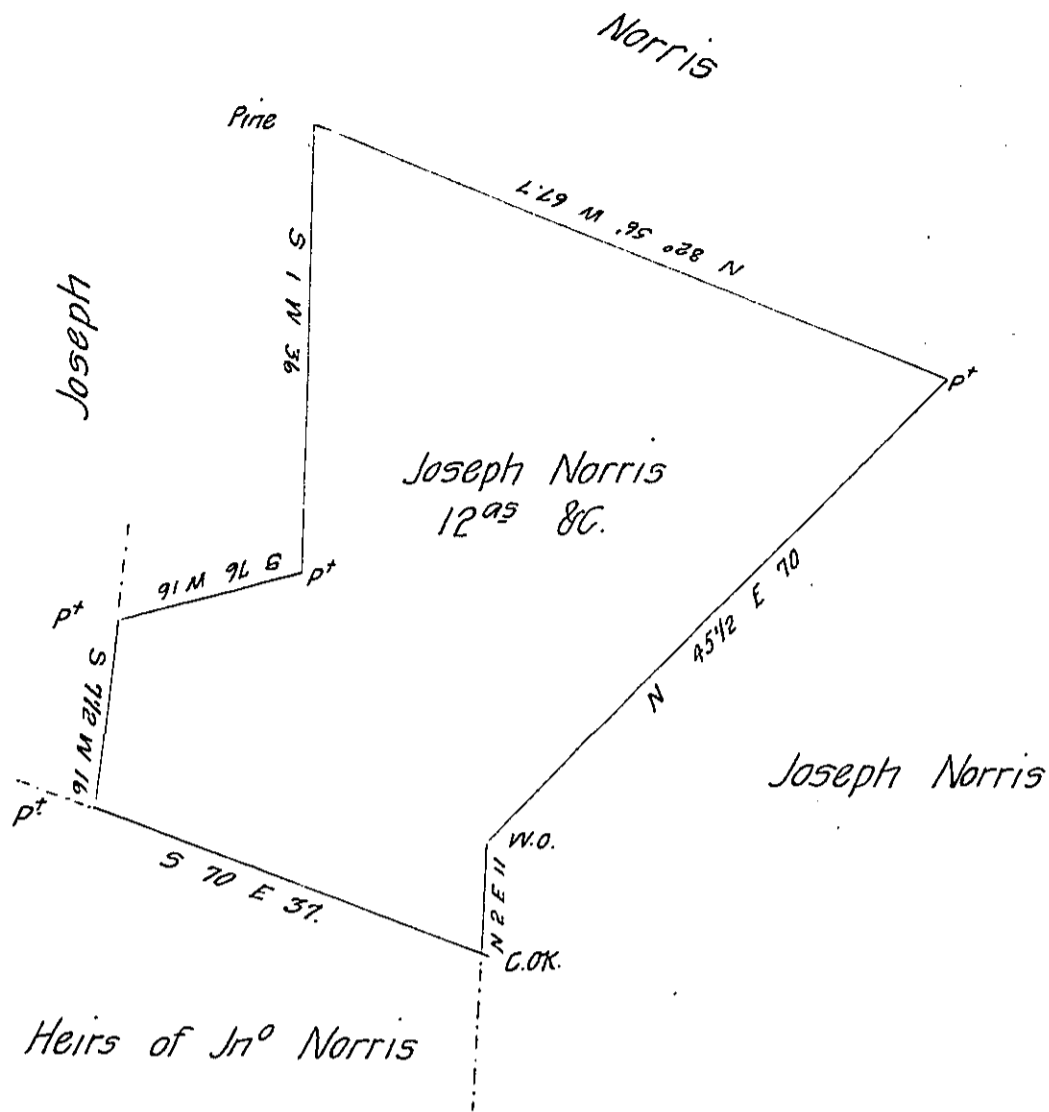 Norris
Pine
N 82° 56' W 67.7
S 1 W 36
Joseph
P+
Joseph Norris
12as &C.
S 76 W 16
P+
P+
N 45 1/2 E 70
S 7 1/2 W 16
Joseph Norris
P+
W.O.
S 70 E 37.
N 2 E 11
C.OK.
Heirs of Jno Norris